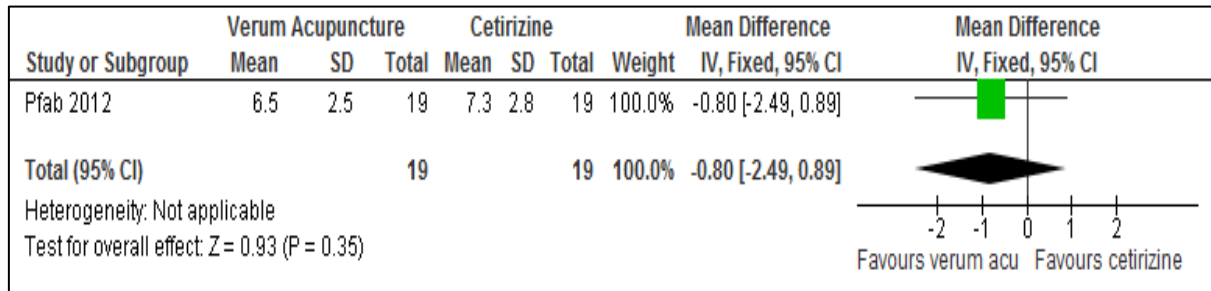 Verum Acupuncture Cetirizine Mean Difference Mean Difference
Study or Subgroup Mean SD Total Mean SD Total Weight IV, Fixed, 95% CI IV, Fixed, 95% CI
Pfab 2012 6.5 2.5 19 7.3 2.8 19 100.0% -0.80 [-2.49, 0.89]
Total (95% CI) 19 19 100.0% -0.80 [-2.49, 0.89]
Heterogeneity: Not applicable
Test for overall effect: Z = 0.93 (P = 0.35)
-2 -1 0 1 2
Favours verum acu Favours cetirizine